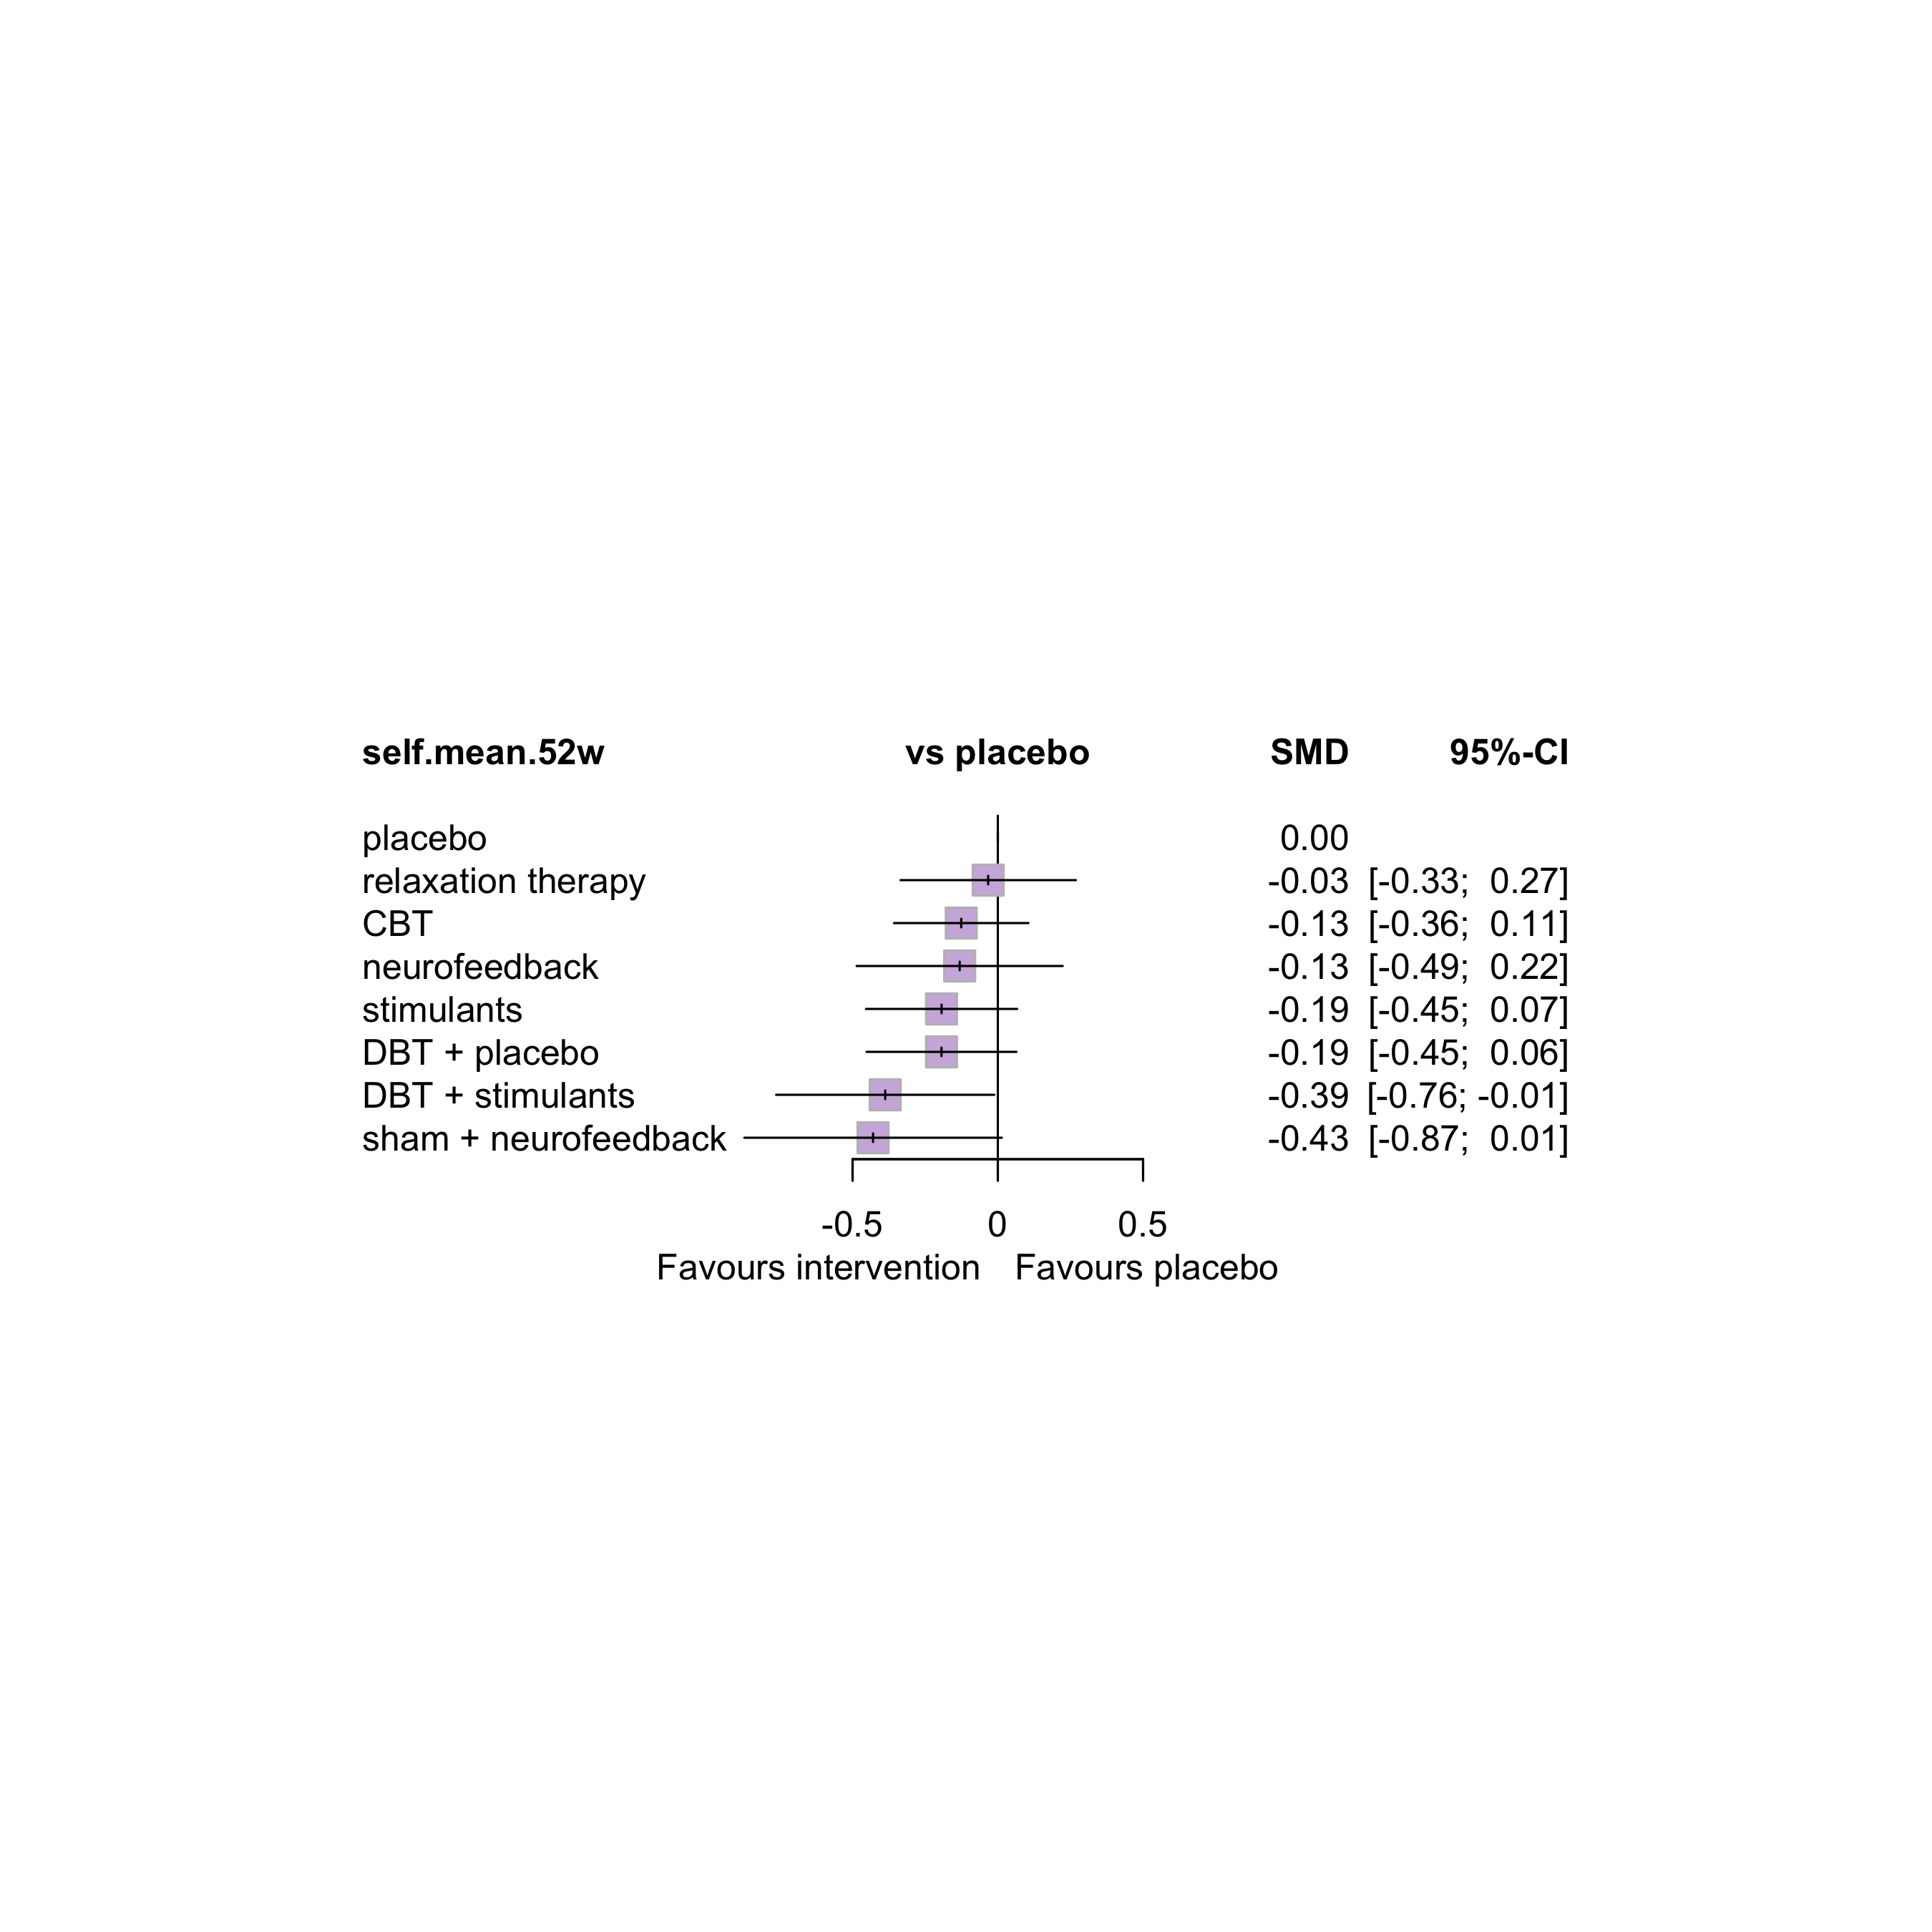 self.mean.52w vs placebo SMD 95%-CI
placebo 0.00
relaxation therapy -0.03 [-0.33; 0.27]
CBT -0.13 [-0.36; 0.11]
neurofeedback -0.13 [-0.49; 0.22]
stimulants -0.19 [-0.45; 0.07]
DBT + placebo -0.19 [-0.45; 0.06]
DBT + stimulants -0.39 [-0.76; -0.01]
sham + neurofeedback -0.43 [-0.87; 0.01]
-0.5 0 0.5
Favours intervention Favours placebo